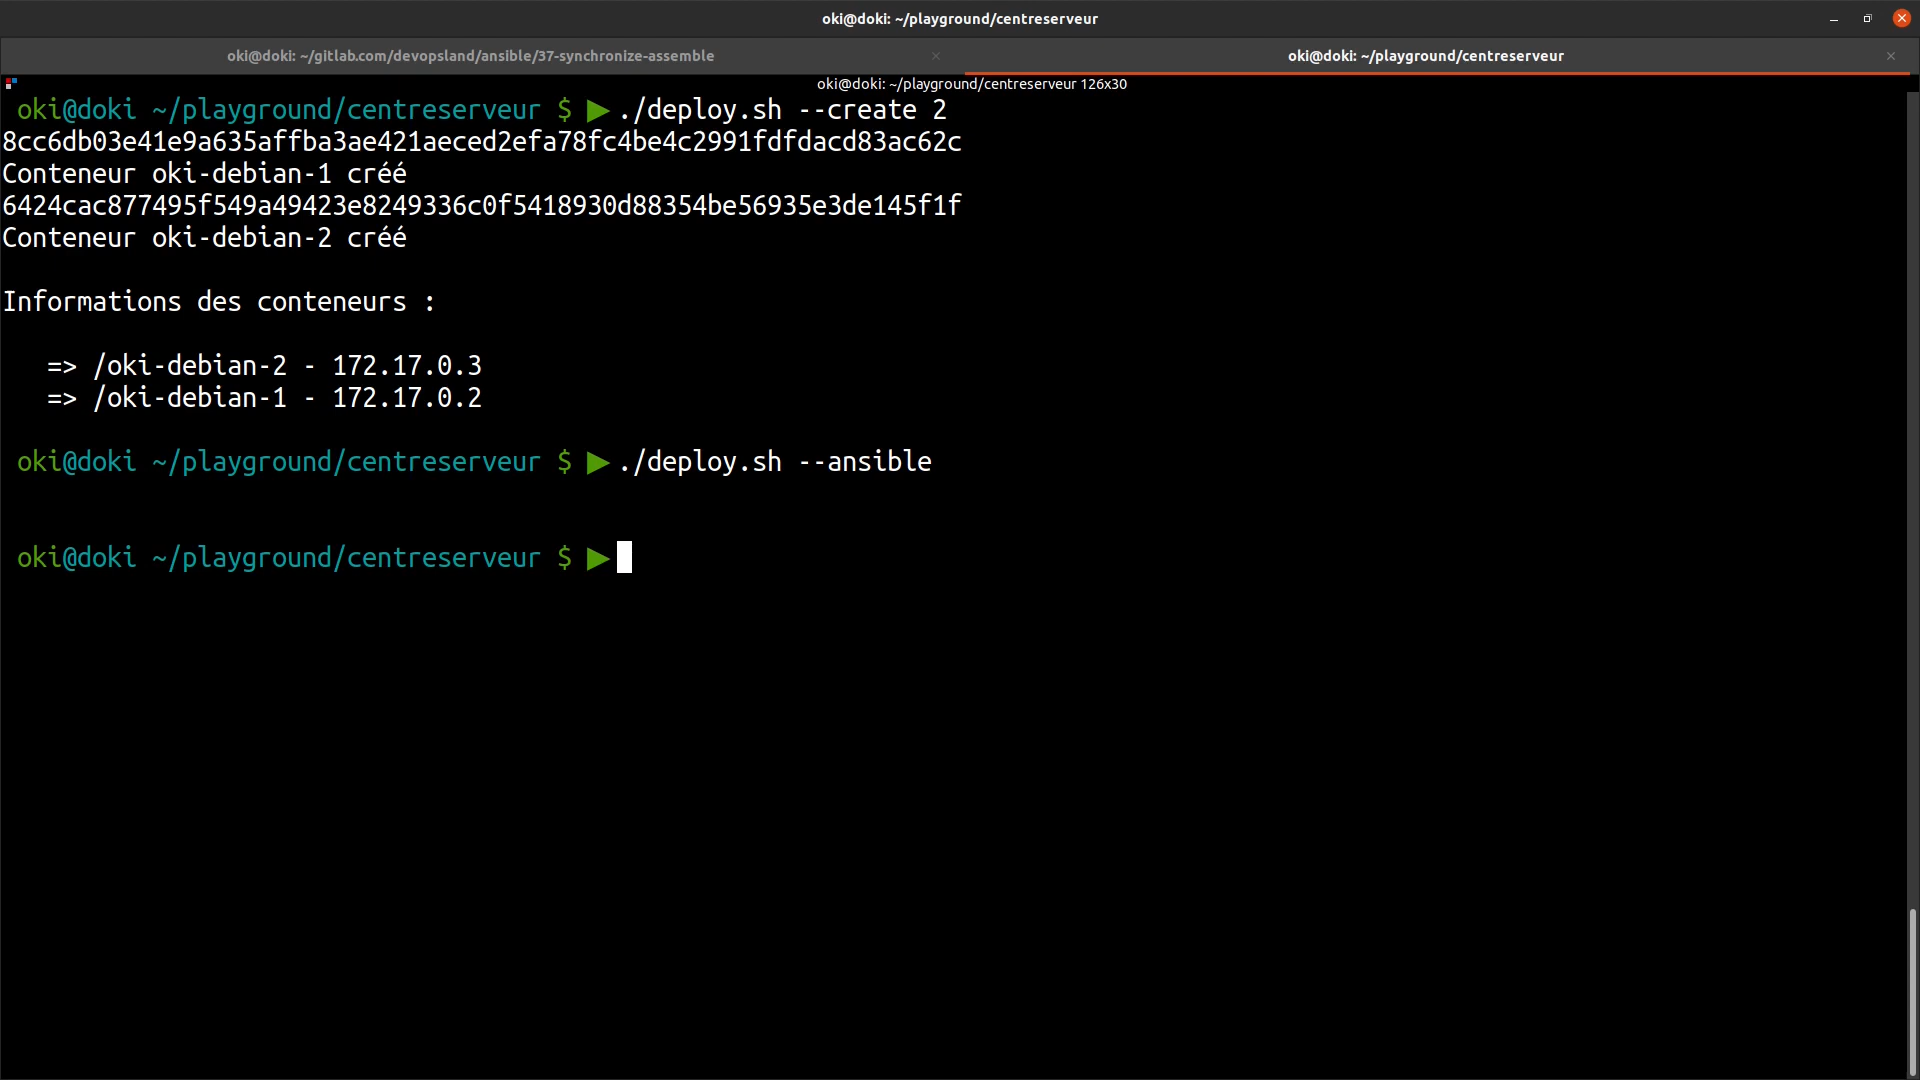 oki@doki: ~/playground/centreserveur
oki@doki: ~/gitlab.com/devopsland/ansible/37-synchronize-assemble
oki@doki: ~/playground/centreserveur
oki@doki: ~/playground/centreserveur 126x30
oki@doki ~/playground/centreserveur $ ▶./deploy.sh --create 2
8cc6db03e41e9a635affba3ae421aeced2efa78fc4be4c2991fdfdacd83ac62c
Conteneur oki-debian-1 créé
6424cac877495f549a49423e8249336c0f5418930d88354be56935e3de145f1f
Conteneur oki-debian-2 créé
Informations des conteneurs :
=> /oki-debian-2 - 172.17.0.3
=> /oki-debian-1 - 172.17.0.2
oki@doki ~/playground/centreserveur $ ▶./deploy.sh --ansible
oki@doki ~/playground/centreserveur $ ▶